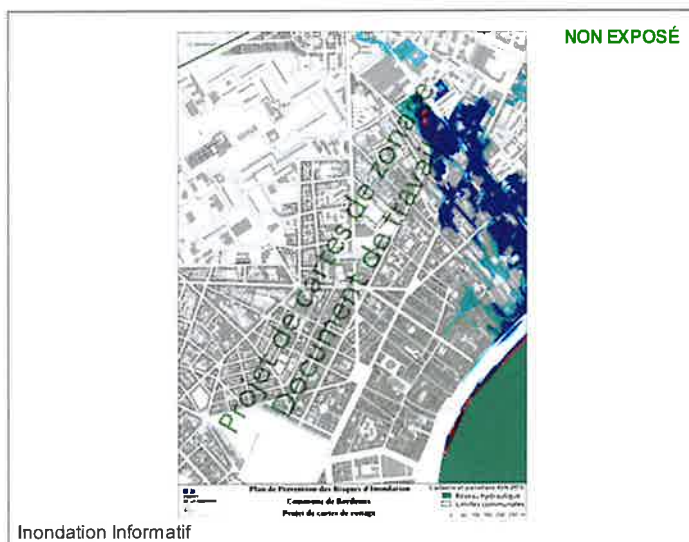 NON EXPOSÉ
Projet de cartes de zonage
Document de travail
Plan de Prévention des Risques d'Inondation
Commune de Bordeaux
Projet de cartes de zonage
Réseau hydraulique
Limites communales
Inondation Informatif